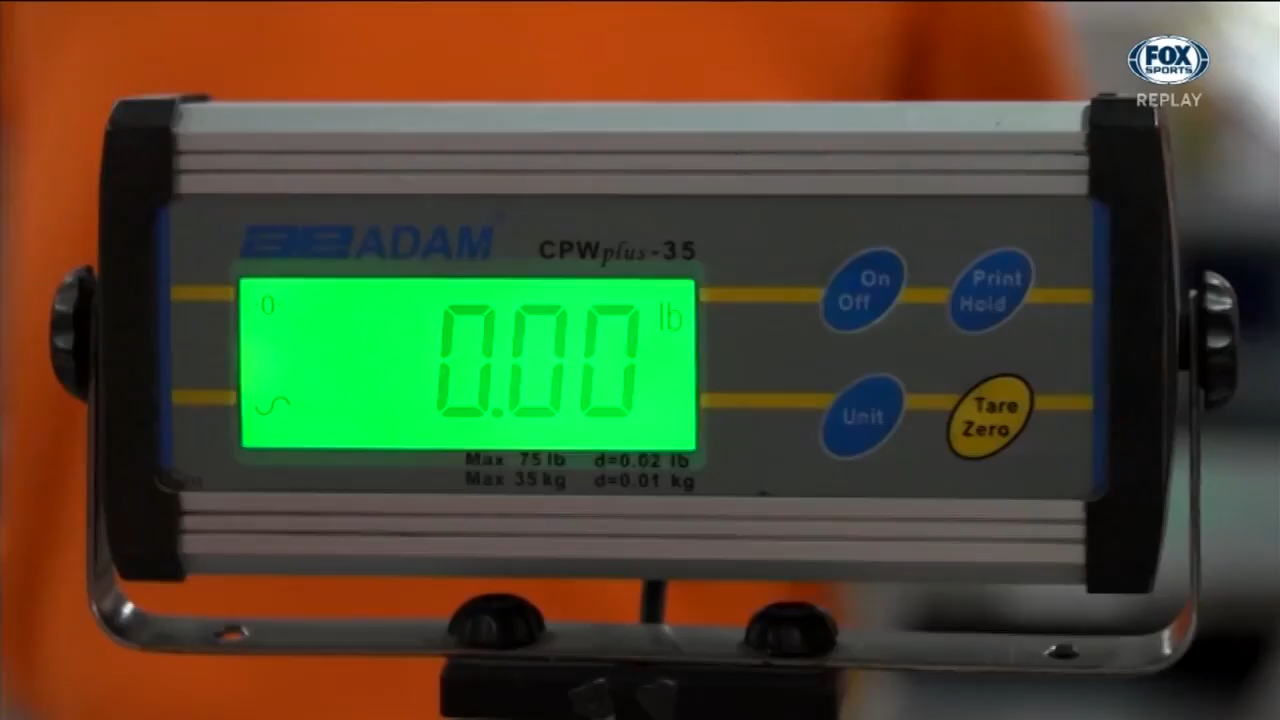 FOX
SPORTS
REPLAY
ADAM
CPWplus-35
0
0.00 lb
On
Off
Print
Hold
Unit
Tare
Zero
Max 75 lb d=0.02 lb
Max 35 kg d=0.01 kg